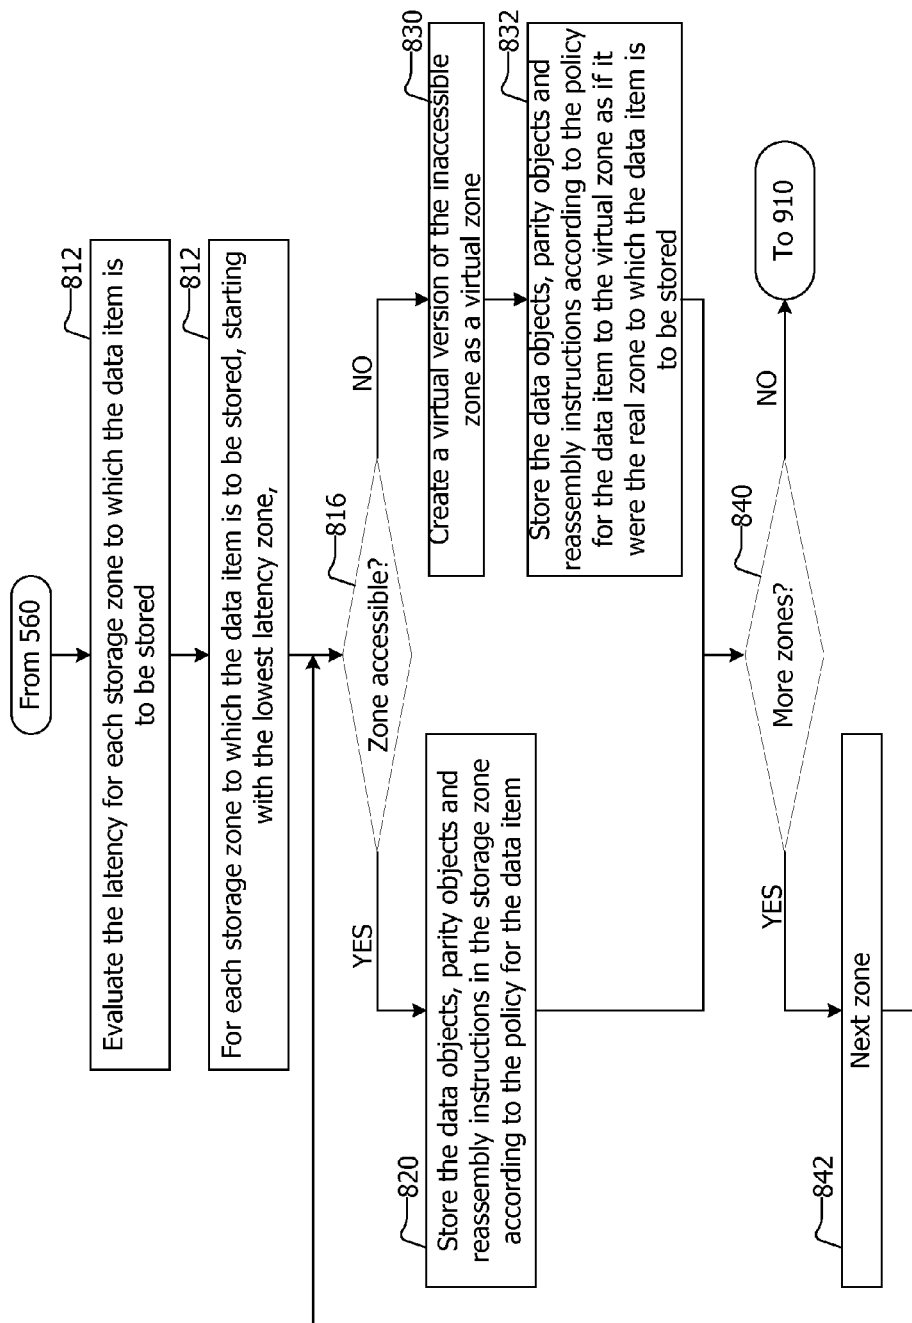 From 560
812
Evaluate the latency for each storage zone to which the data item is
to be stored
812
For each storage zone to which the data item is to be stored, starting
with the lowest latency zone,
816
Zone accessible?
YES
NO
820
Store the data objects, parity objects and
reassembly instructions in the storage zone
according to the policy for the data item
830
Create a virtual version of the inaccessible
zone as a virtual zone
832
Store the data objects, parity objects and
reassembly instructions according to the policy
for the data item to the virtual zone as if it
were the real zone to which the data item is
to be stored
840
More zones?
YES
NO
842
Next zone
To 910